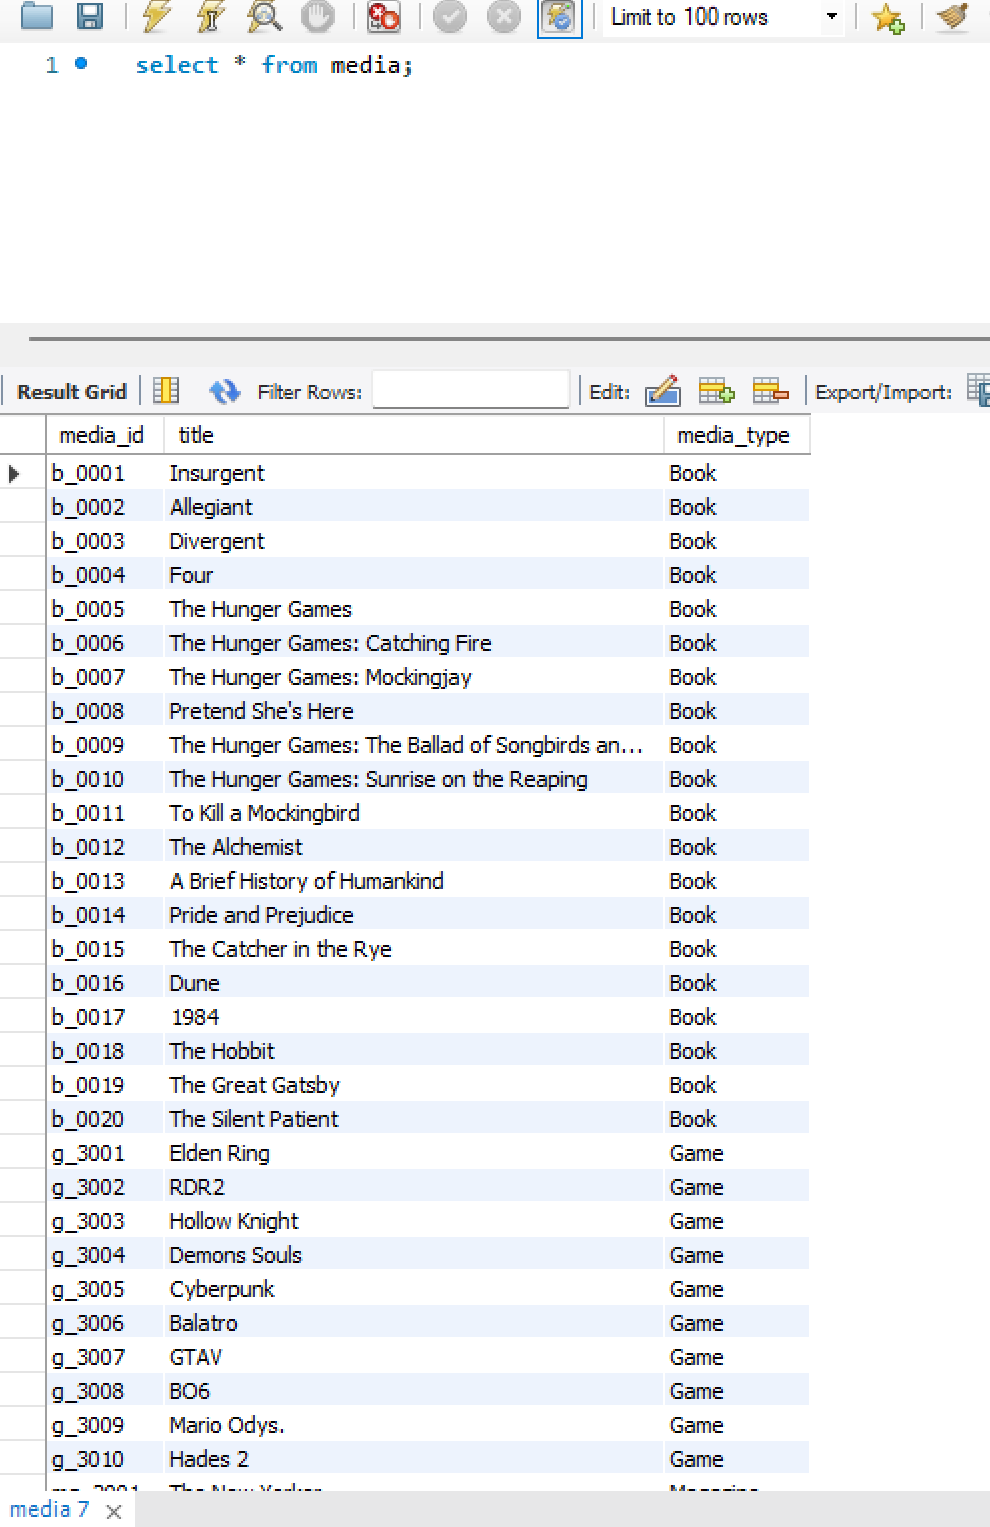 Limit to 100 rows
1 select * from media;
Result Grid Filter Rows: Edit: Export/Import:
media_id title media_type
b_0001 Insurgent Book
b_0002 Allegiant Book
b_0003 Divergent Book
b_0004 Four Book
b_0005 The Hunger Games Book
b_0006 The Hunger Games: Catching Fire Book
b_0007 The Hunger Games: Mockingjay Book
b_0008 Pretend She's Here Book
b_0009 The Hunger Games: The Ballad of Songbirds an... Book
b_0010 The Hunger Games: Sunrise on the Reaping Book
b_0011 To Kill a Mockingbird Book
b_0012 The Alchemist Book
b_0013 A Brief History of Humankind Book
b_0014 Pride and Prejudice Book
b_0015 The Catcher in the Rye Book
b_0016 Dune Book
b_0017 1984 Book
b_0018 The Hobbit Book
b_0019 The Great Gatsby Book
b_0020 The Silent Patient Book
g_3001 Elden Ring Game
g_3002 RDR2 Game
g_3003 Hollow Knight Game
g_3004 Demons Souls Game
g_3005 Cyberpunk Game
g_3006 Balatro Game
g_3007 GTAV Game
g_3008 BO6 Game
g_3009 Mario Odys. Game
g_3010 Hades 2 Game
The New Yorker Magazine
media 7